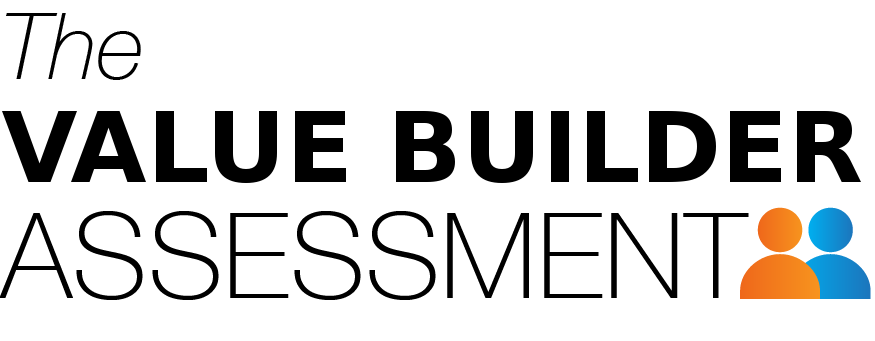 The
VALUE BUILDER
ASSESSMENT